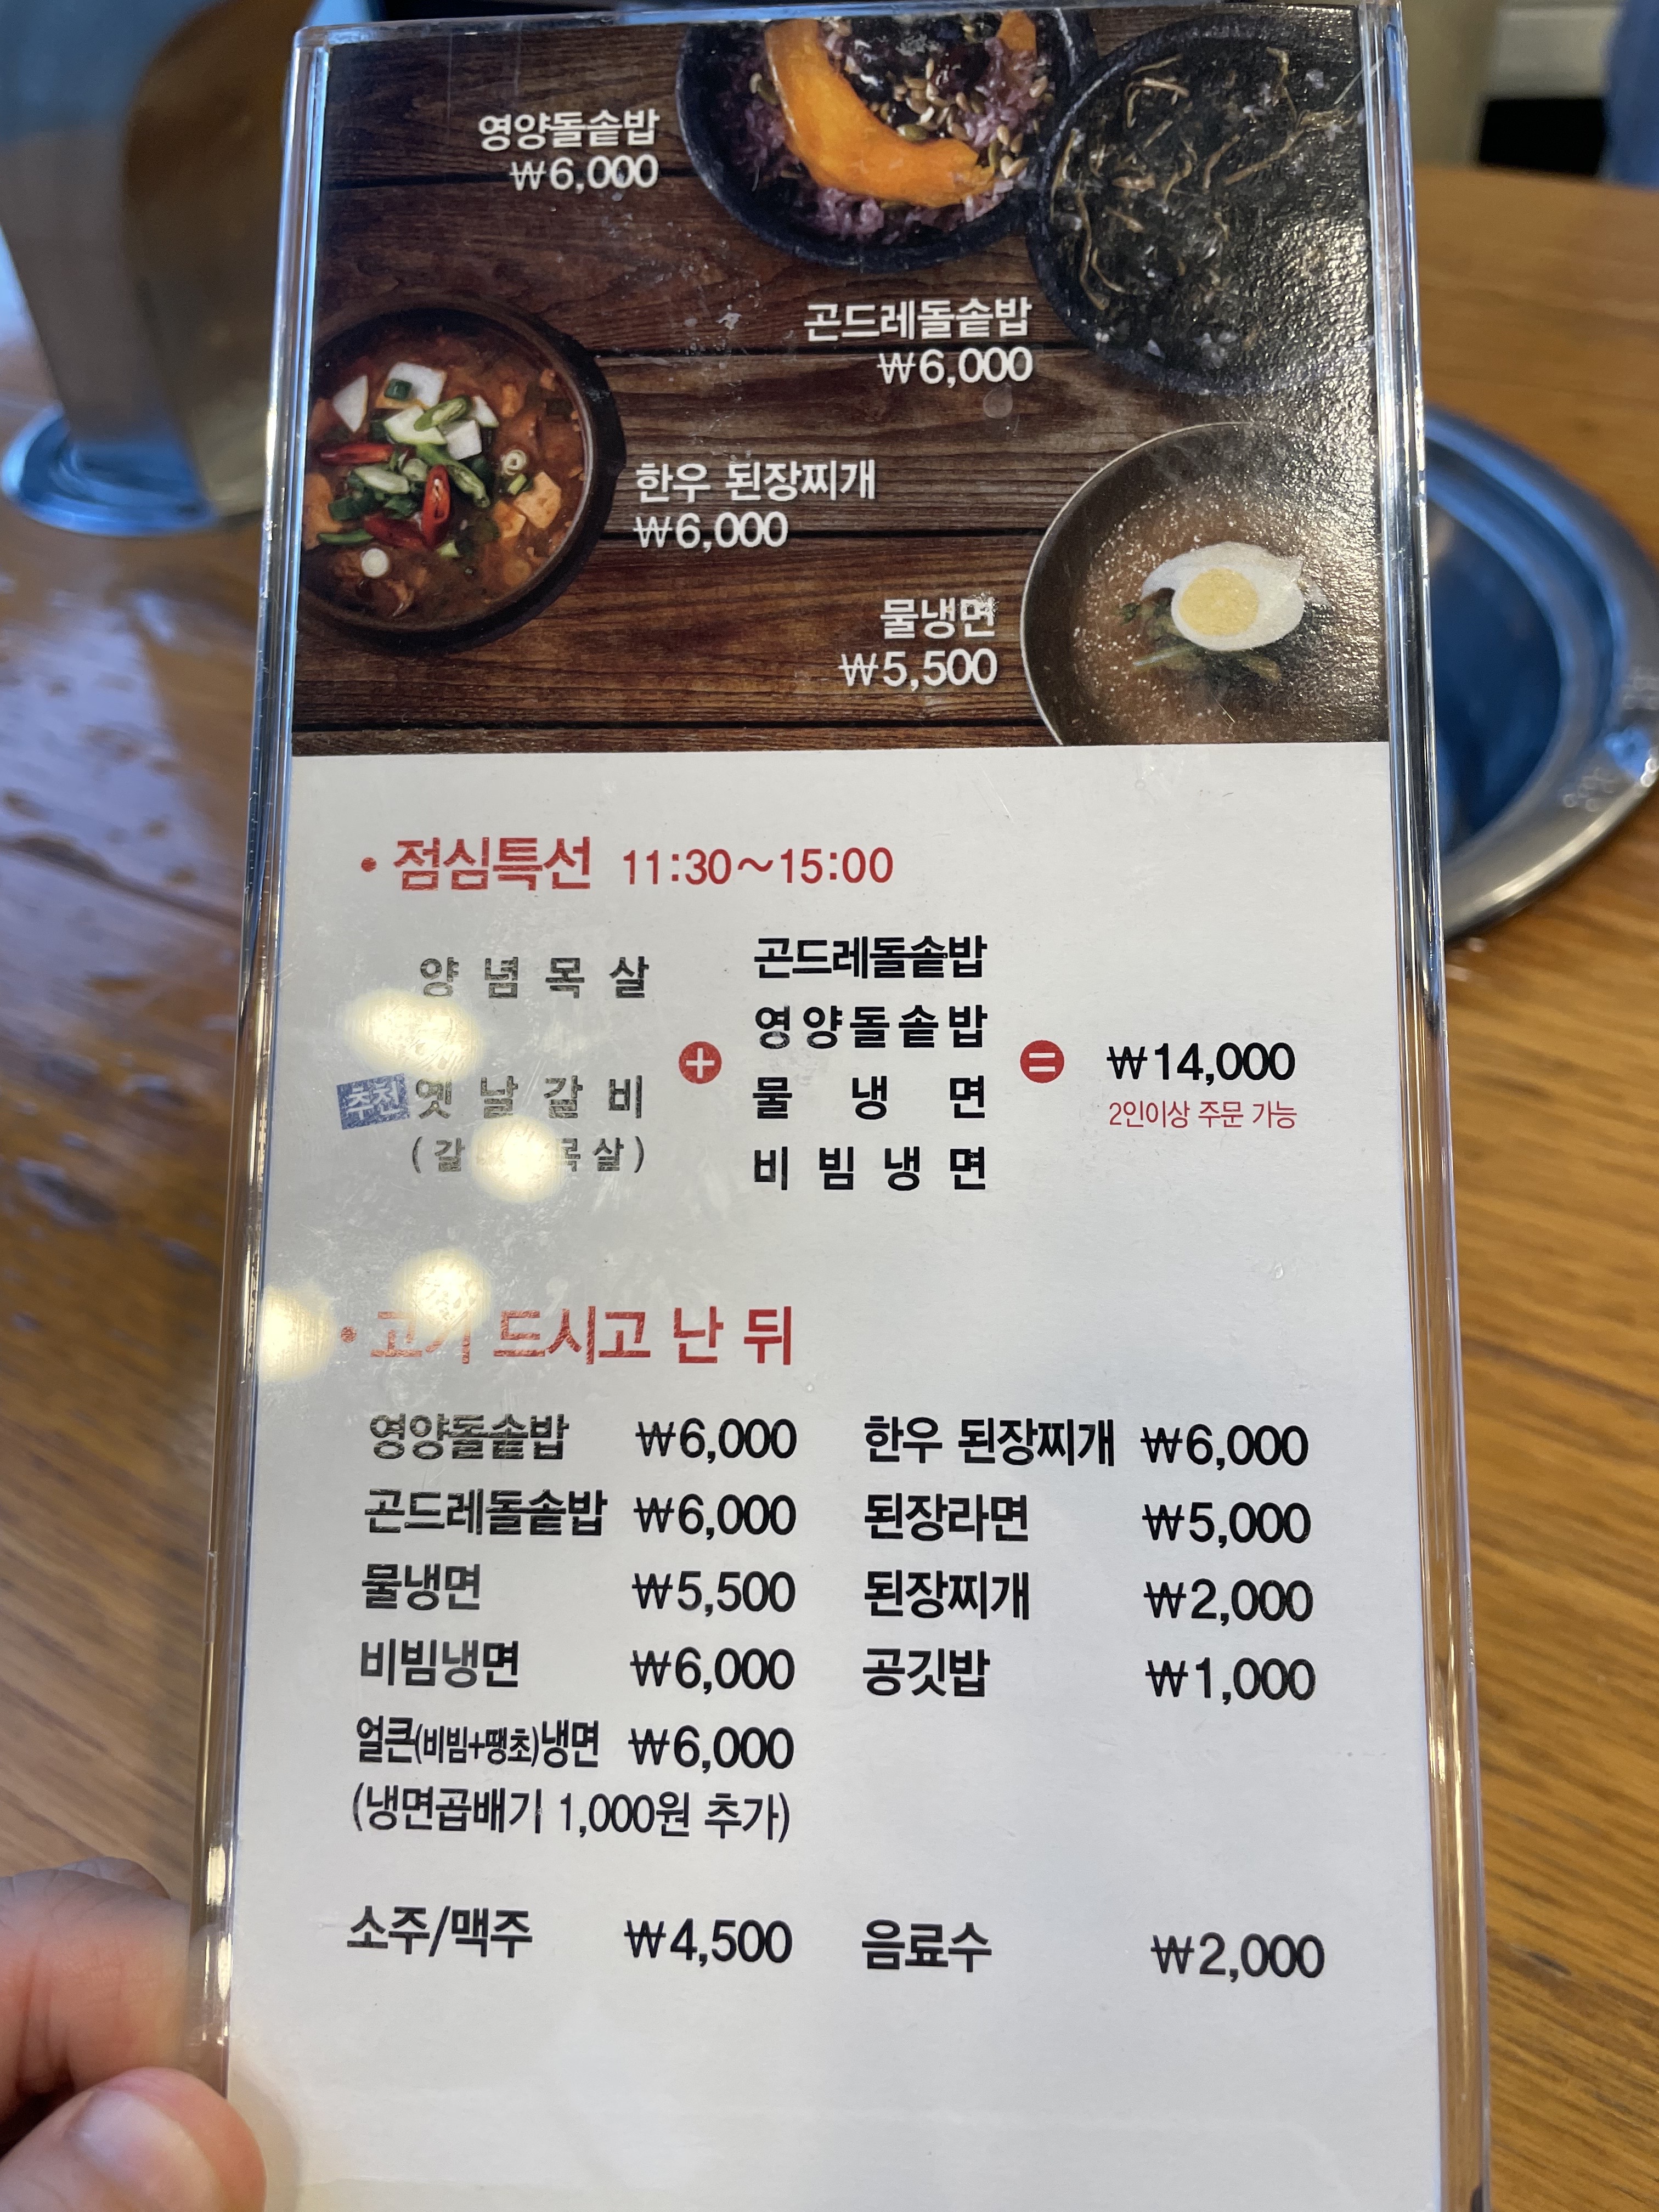 영양돌솥밥
₩6,000
곤드레돌솥밥
₩6,000
한우 된장찌개
₩6,000
물냉면
₩5,500
• 점심특선 11:30~15:00
양념목살
추천 옛날갈비
(갈 목살)
+
곤드레돌솥밥
영양돌솥밥
물냉면
비빔냉면
= ₩14,000
2인이상 주문 가능
• 고기 드시고 난 뒤
영양돌솥밥 ₩6,000
곤드레돌솥밥 ₩6,000
물냉면 ₩5,500
비빔냉면 ₩6,000
얼큰(비빔+땡초)냉면 ₩6,000
(냉면곱배기 1,000원 추가)
한우 된장찌개 ₩6,000
된장라면 ₩5,000
된장찌개 ₩2,000
공깃밥 ₩1,000
소주/맥주 ₩4,500
음료수 ₩2,000